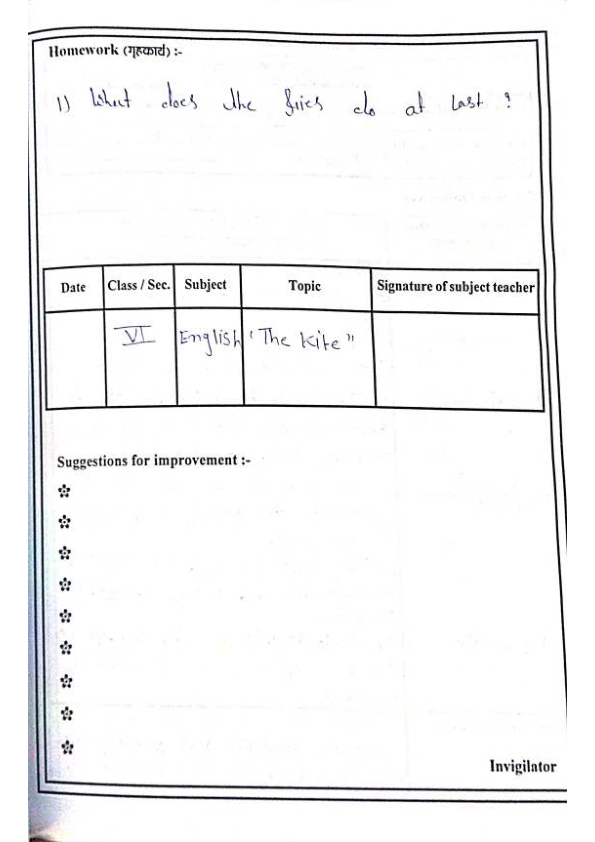 Homework (गृहकार्य) :-
1) What does the fries do at last ?
Date Class / Sec. Subject Topic Signature of subject teacher
VI English "The Kite"
Suggestions for improvement :-
Invigilator